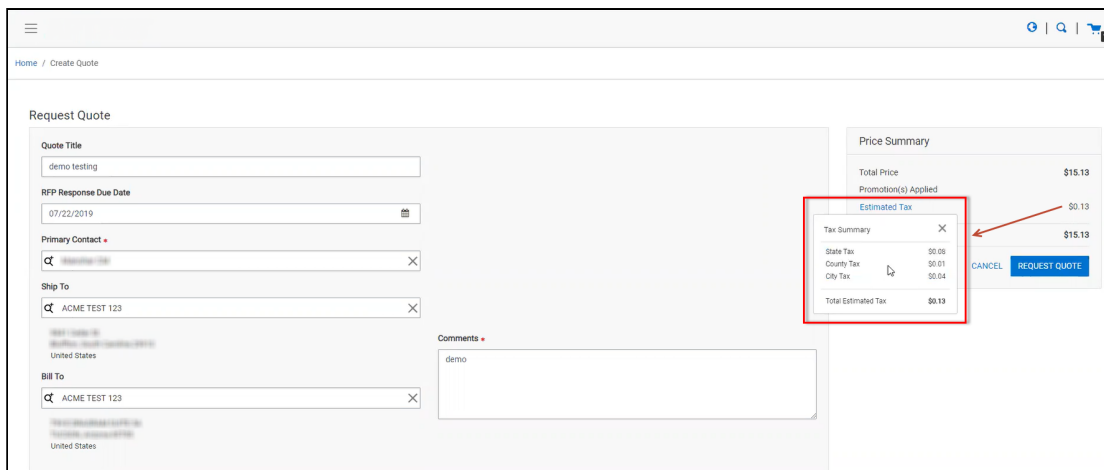 Home / Create Quote
Request Quote
Quote Title
demo testing
RFP Response Due Date
07/22/2019
Primary Contact *
Ship To
ACME TEST 123
United States
Bill To
ACME TEST 123
United States
Comments *
demo
Price Summary
Total Price $15.13
Promotion(s) Applied
Estimated Tax $0.13
$15.13
CANCEL REQUEST QUOTE
Tax Summary
State Tax $0.08
County Tax $0.01
City Tax $0.04
Total Estimated Tax $0.13